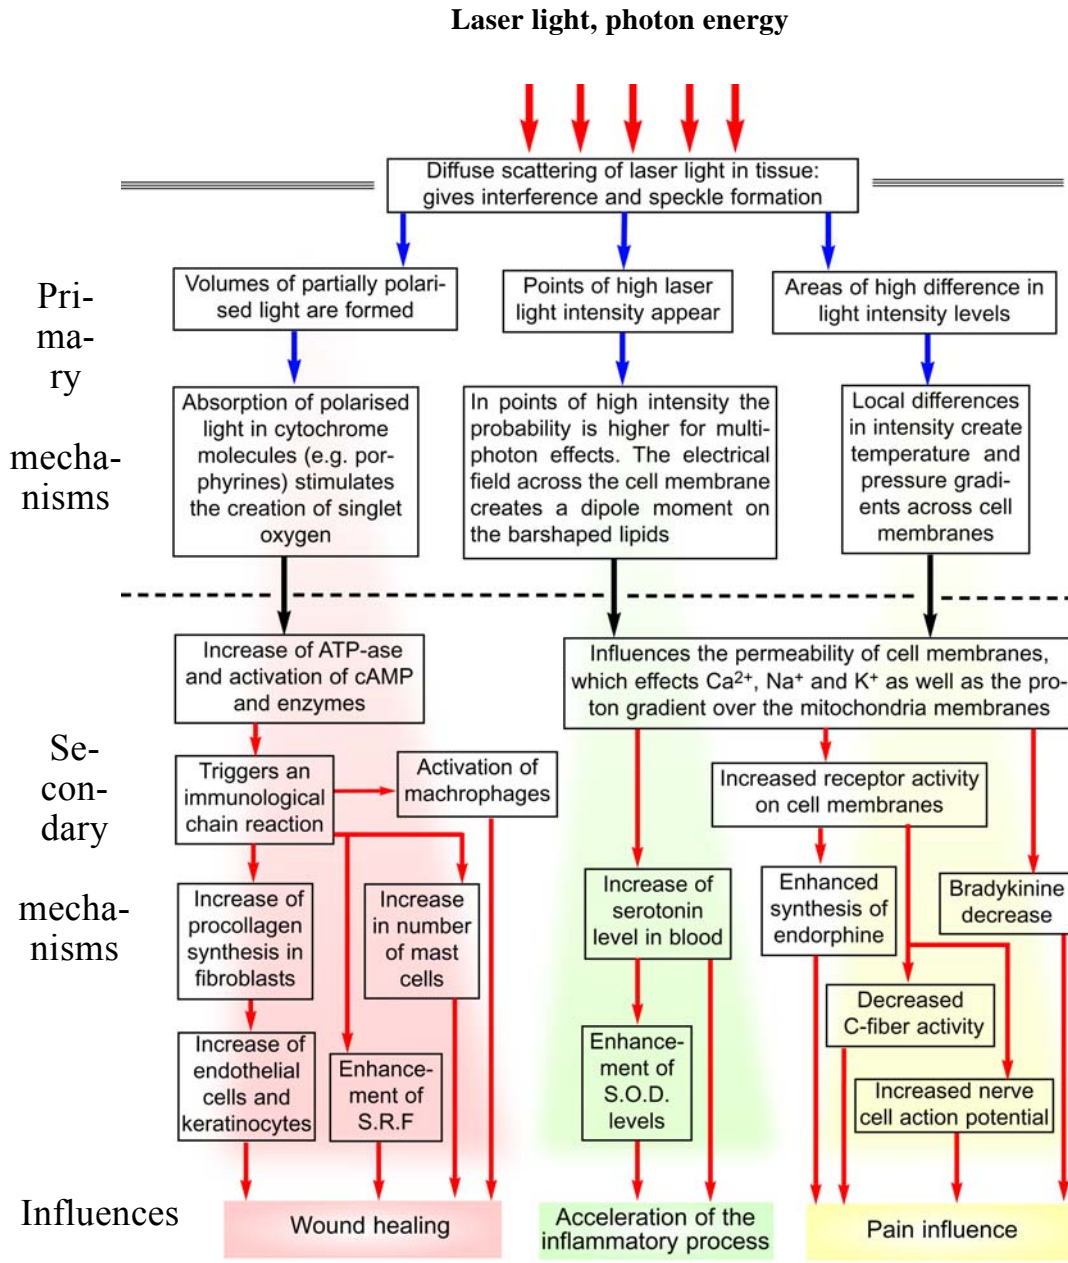 Laser light, photon energy
Diffuse scattering of laser light in tissue:
gives interference and speckle formation
Pri-
ma-
ry
mecha-
nisms
Volumes of partially polari-
sed light are formed
Points of high laser
light intensity appear
Areas of high difference in
light intensity levels
Absorption of polarised
light in cytochrome
molecules (e.g. por-
phyrines) stimulates
the creation of singlet
oxygen
In points of high intensity the
probability is higher for multi-
photon effects. The electrical
field across the cell membrane
creates a dipole moment on
the barshaped lipids
Local differences
in intensity create
temperature and
pressure gradi-
ents across cell
membranes
Se-
con-
dary
mecha-
nisms
Increase of ATP-ase
and activation of cAMP
and enzymes
Influences the permeability of cell membranes,
which effects Ca²⁺, Na⁺ and K⁺ as well as the pro-
ton gradient over the mitochondria membranes
Triggers an
immunological
chain reaction
Activation of
machrophages
Increased receptor activity
on cell membranes
Increase of
procollagen
synthesis in
fibroblasts
Increase
in number
of mast
cells
Increase of
serotonin
level in blood
Enhanced
synthesis of
endorphine
Bradykinine
decrease
Decreased
C-fiber activity
Increase of
endothelial
cells and
keratinocytes
Enhance-
ment of
S.R.F
Enhance-
ment of
S.O.D.
levels
Increased nerve
cell action potential
Influences
Wound healing
Acceleration of the
inflammatory process
Pain influence